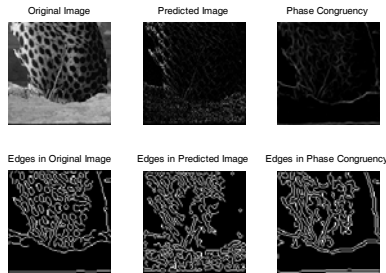 Original Image
Predicted Image
Phase Congruency
Edges in Original Image
Edges in Predicted Image
Edges in Phase Congruency